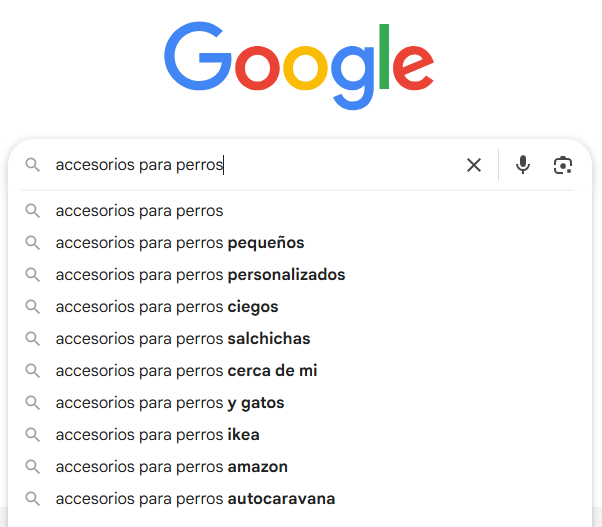 Google
accesorios para perros
accesorios para perros
accesorios para perros pequeños
accesorios para perros personalizados
accesorios para perros ciegos
accesorios para perros salchichas
accesorios para perros cerca de mi
accesorios para perros y gatos
accesorios para perros ikea
accesorios para perros amazon
accesorios para perros autocaravana